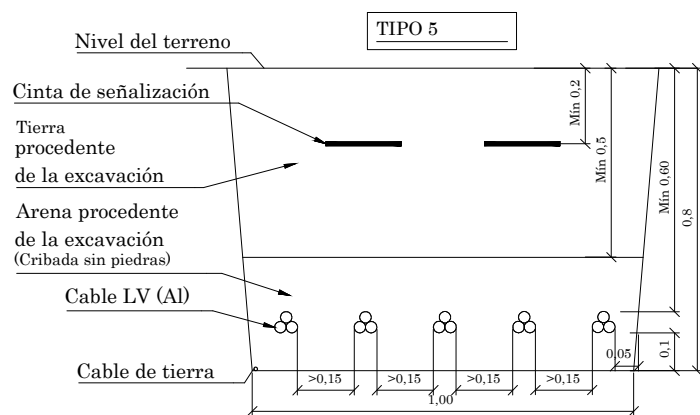 TIPO 5
Nivel del terreno
Cinta de señalización
Tierra
procedente
de la excavación
Arena procedente
de la excavación
(Cribada sin piedras)
Cable LV (Al)
Cable de tierra
Mín 0,2
Mín 0,5
Mín 0,60
0,8
0,1
0,05
>0,15
>0,15
>0,15
>0,15
1,00